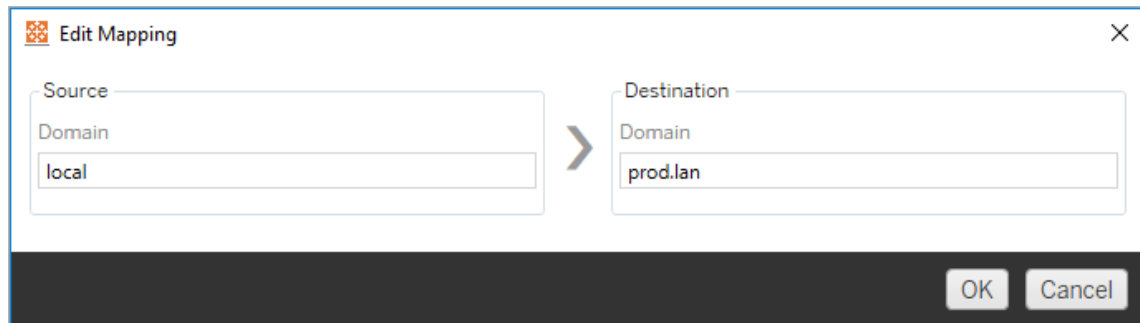 Edit Mapping
Source
Domain
local
Destination
Domain
prod.lan
OK
Cancel